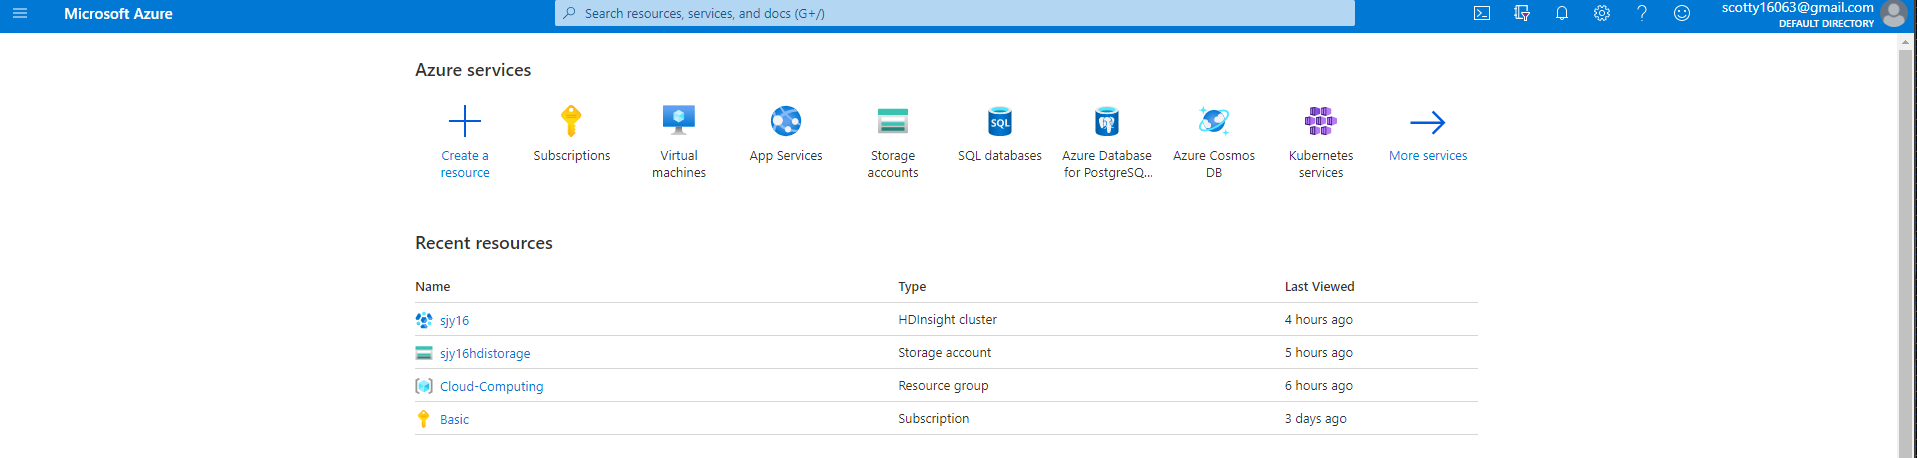 Microsoft Azure
Search resources, services, and docs (G+/)
scotty16063@gmail.com
DEFAULT DIRECTORY
Azure services
Create a
resource
Subscriptions
Virtual
machines
App Services
Storage
accounts
SQL
SQL databases
Azure Database
for PostgreSQ...
Azure Cosmos
DB
Kubernetes
services
More services
Recent resources
Name Type Last Viewed
sjy16 HDInsight cluster 4 hours ago
sjy16hdistorage Storage account 5 hours ago
Cloud-Computing Resource group 6 hours ago
Basic Subscription 3 days ago